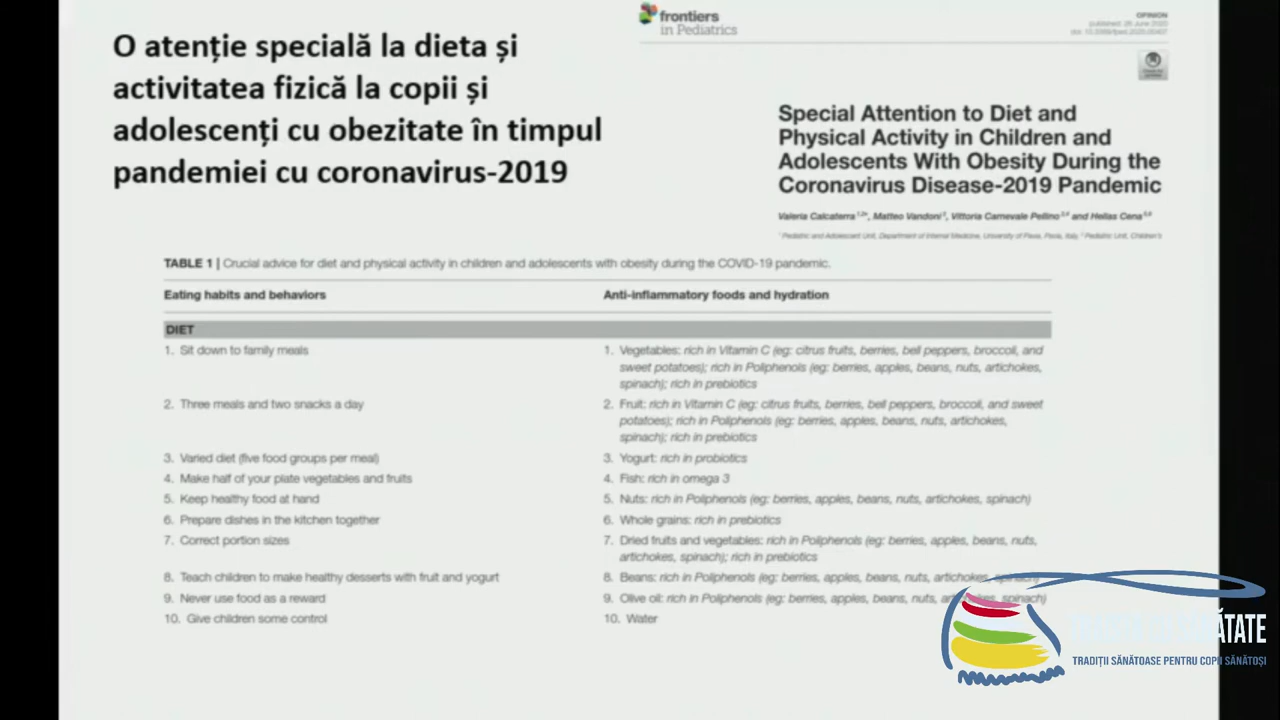 O atenție specială la dieta și
activitatea fizică la copii și
adolescenți cu obezitate în timpul
pandemiei cu coronavirus-2019
frontiers
in Pediatrics
OPINION
published: 26 June 2020
Special Attention to Diet and
Physical Activity in Children and
Adolescents With Obesity During the
Coronavirus Disease-2019 Pandemic
Valeria Calcaterra, Matteo Vandoni, Vittoria Carnevale Pellino and Hellas Cena
TABLE 1 | Crucial advice for diet and physical activity in children and adolescents with obesity during the COVID-19 pandemic.
Eating habits and behaviors
Anti-inflammatory foods and hydration
DIET
1. Sit down to family meals
1. Vegetables: rich in Vitamin C (eg: citrus fruits, berries, bell peppers, broccoli, and
sweet potatoes); rich in Poliphenols (eg: berries, apples, beans, nuts, artichokes,
spinach); rich in prebiotics
2. Three meals and two snacks a day
2. Fruit: rich in Vitamin C (eg: citrus fruits, berries, bell peppers, broccoli, and sweet
potatoes); rich in Poliphenols (eg: berries, apples, beans, nuts, artichokes,
spinach); rich in prebiotics
3. Varied diet (five food groups per meal)
3. Yogurt: rich in probiotics
4. Make half of your plate vegetables and fruits
4. Fish: rich in omega 3
5. Keep healthy food at hand
5. Nuts: rich in Poliphenols (eg: berries, apples, beans, nuts, artichokes, spinach)
6. Prepare dishes in the kitchen together
6. Whole grains: rich in prebiotics
7. Correct portion sizes
7. Dried fruits and vegetables: rich in Poliphenols (eg: berries, apples, beans, nuts,
artichokes, spinach); rich in prebiotics
8. Teach children to make healthy desserts with fruit and yogurt
8. Beans: rich in Poliphenols (eg: berries, apples, beans, nuts, artichokes, spinach)
9. Never use food as a reward
9. Olive oil: rich in Poliphenols (eg: berries, apples, beans, nuts, artichokes, spinach)
10. Give children some control
10. Water
TRADIȚII SĂNĂTOASE PENTRU COPII SĂNĂTOȘI